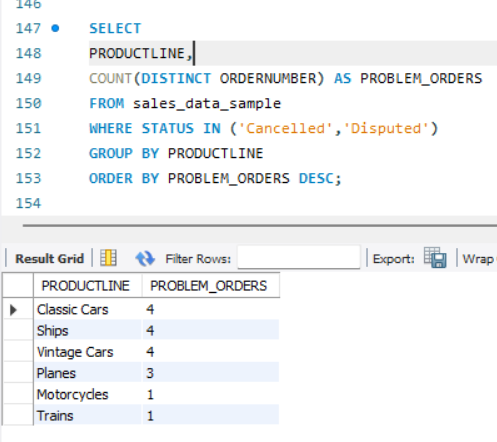 146
147 SELECT
148 PRODUCTLINE,
149 COUNT(DISTINCT ORDERNUMBER) AS PROBLEM_ORDERS
150 FROM sales_data_sample
151 WHERE STATUS IN ('Cancelled','Disputed')
152 GROUP BY PRODUCTLINE
153 ORDER BY PROBLEM_ORDERS DESC;
154
Result Grid Filter Rows: Export: Wrap
PRODUCTLINE PROBLEM_ORDERS
Classic Cars 4
Ships 4
Vintage Cars 4
Planes 3
Motorcycles 1
Trains 1